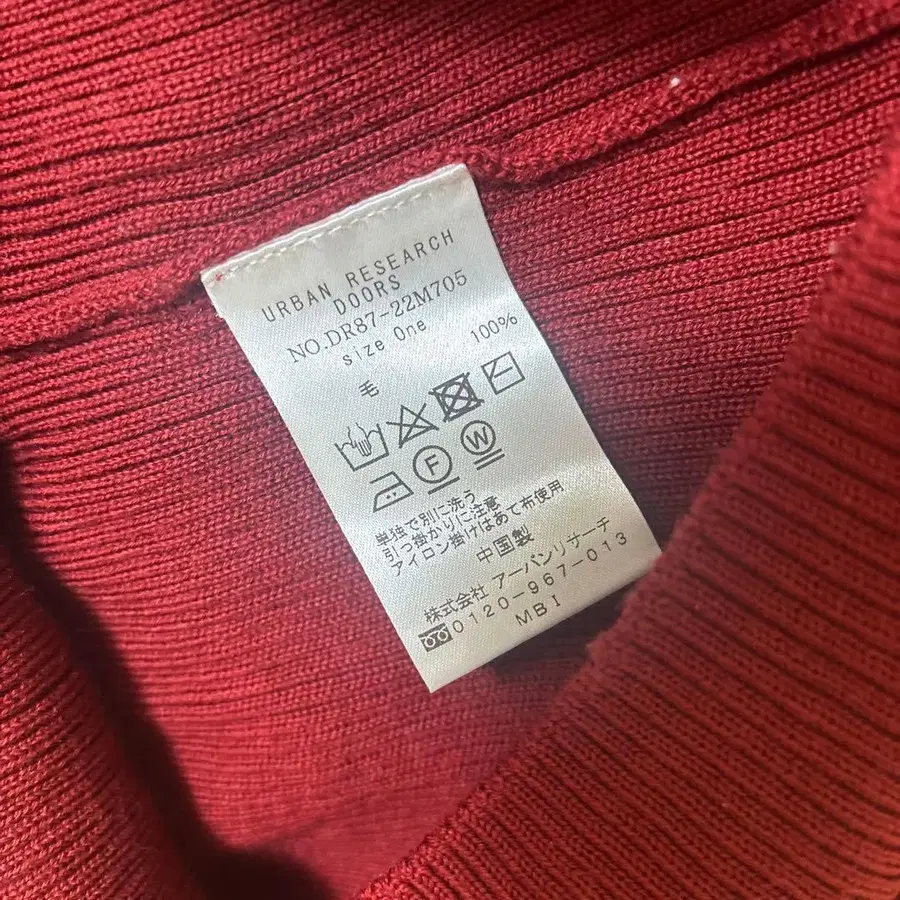 URBAN RESEARCH
DOORS
NO.DR87-22M705
size One
毛 100%
F W
単独で別に洗う
引っ掛かりに注意
アイロン掛けはあて布使用
中国製
株式会社 アーバンリサーチ
0120-967-013
MBI